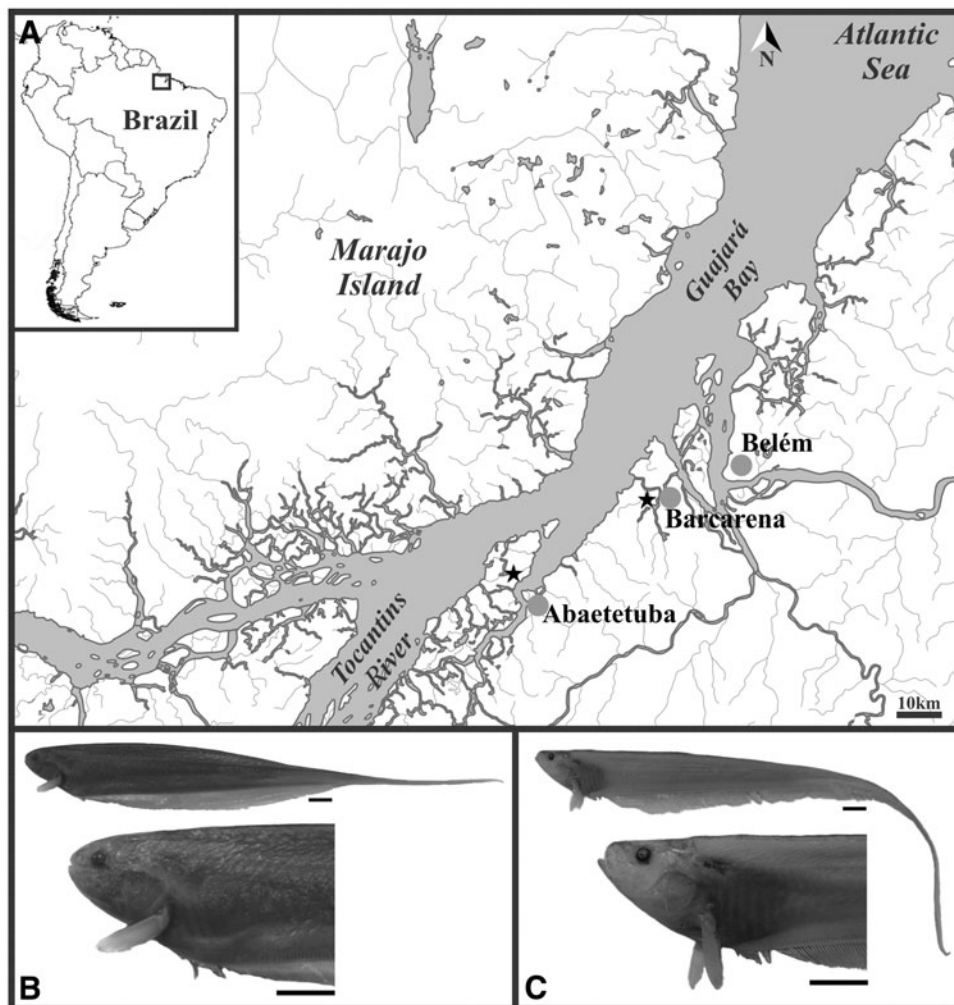 A
Brazil
N
Atlantic
Sea
Marajo
Island
Guajará
Bay
Belém
Barcarena
Abaetetuba
Tocantins
River
10km
B
C